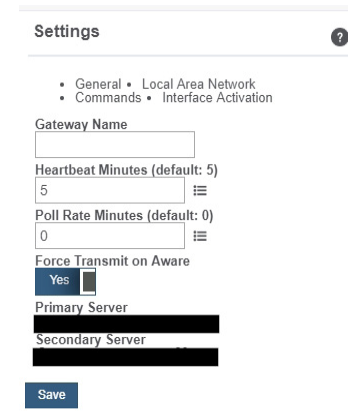 Settings
?
• General • Local Area Network
• Commands • Interface Activation
Gateway Name
Heartbeat Minutes (default: 5)
5
Poll Rate Minutes (default: 0)
0
Force Transmit on Aware
Yes
Primary Server
Secondary Server
Save